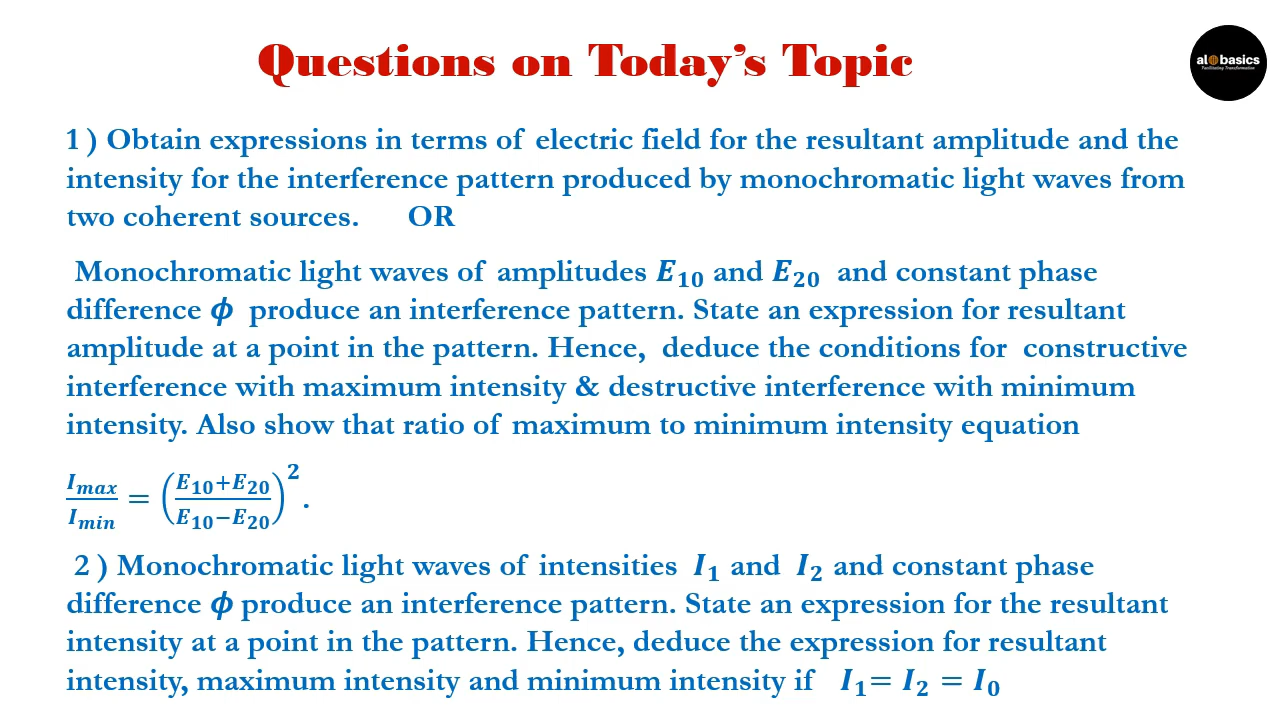 Questions on Today's Topic
al basics
Facilitating Transformation
1 ) Obtain expressions in terms of electric field for the resultant amplitude and the
intensity for the interference pattern produced by monochromatic light waves from
two coherent sources. OR
Monochromatic light waves of amplitudes E₁₀ and E₂₀ and constant phase
difference ϕ produce an interference pattern. State an expression for resultant
amplitude at a point in the pattern. Hence, deduce the conditions for constructive
interference with maximum intensity & destructive interference with minimum
intensity. Also show that ratio of maximum to minimum intensity equation
I_max/I_min = ((E₁₀+E₂₀)/(E₁₀−E₂₀))².
2 ) Monochromatic light waves of intensities I₁ and I₂ and constant phase
difference ϕ produce an interference pattern. State an expression for the resultant
intensity at a point in the pattern. Hence, deduce the expression for resultant
intensity, maximum intensity and minimum intensity if I₁= I₂ = I₀